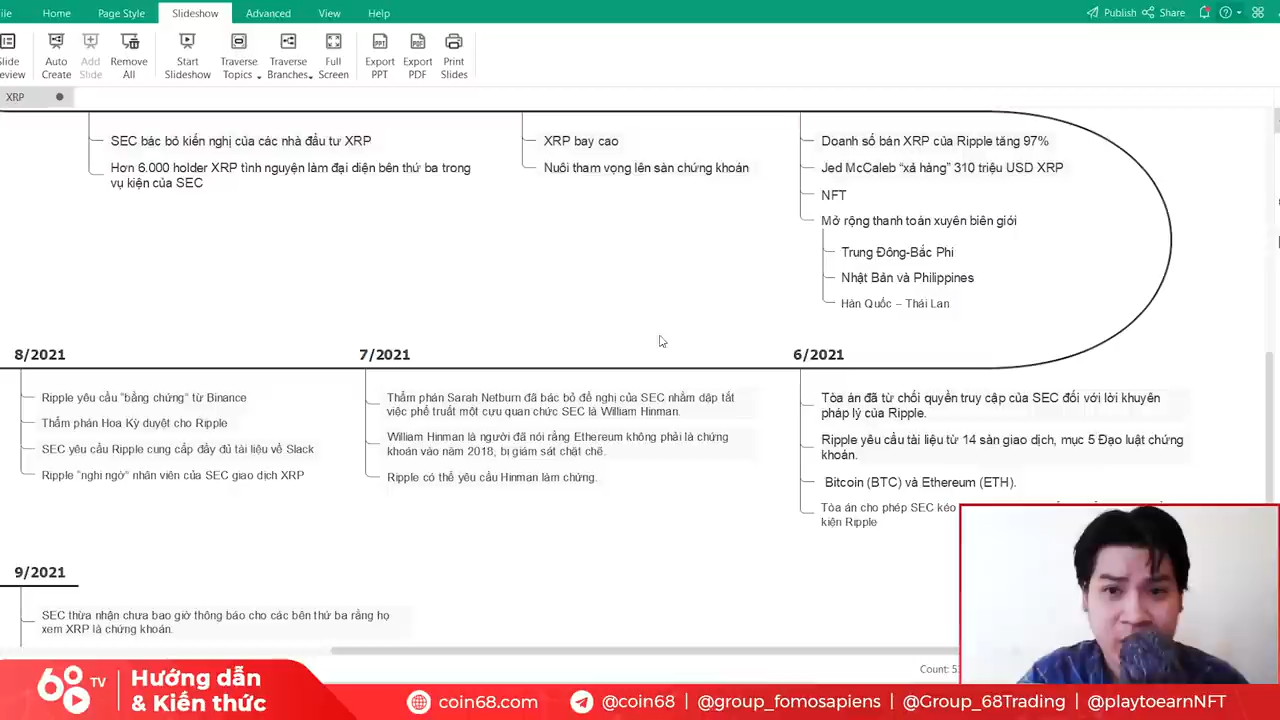 ile Home Page Style Slideshow Advanced View Help Publish Share
Slide
eview
Auto
Create
Add
Slide
Remove
All
Start
Slideshow
Traverse
Topics
Traverse
Branches
Full
Screen
Export
PPT
Export
PDF
Print
Slides
XRP
SEC bác bỏ kiến nghị của các nhà đầu tư XRP
Hơn 6.000 holder XRP tình nguyện làm đại diện bên thứ ba trong
vụ kiện của SEC
XRP bay cao
Nuôi tham vọng lên sàn chứng khoán
Doanh số bán XRP của Ripple tăng 97%
Jed McCaleb “xả hàng” 310 triệu USD XRP
NFT
Mở rộng thanh toán xuyên biên giới
Trung Đông-Bắc Phi
Nhật Bản và Philippines
Hàn Quốc – Thái Lan
8/2021
Ripple yêu cầu "bằng chứng" từ Binance
Thẩm phán Hoa Kỳ duyệt cho Ripple
SEC yêu cầu Ripple cung cấp đầy đủ tài liệu về Slack
Ripple "nghi ngờ" nhân viên của SEC giao dịch XRP
7/2021
Thẩm phán Sarah Netburn đã bác bỏ đề nghị của SEC nhằm dập tắt
việc phế truất một cựu quan chức SEC là William Hinman.
William Hinman là người đã nói rằng Ethereum không phải là chứng
khoán vào năm 2018, bị giám sát chặt chẽ.
Ripple có thể yêu cầu Hinman làm chứng.
6/2021
Tòa án đã từ chối quyền truy cập của SEC đối với lời khuyên
pháp lý của Ripple.
Ripple yêu cầu tài liệu từ 14 sàn giao dịch, mục 5 Đạo luật chứng
khoán.
Bitcoin (BTC) và Ethereum (ETH).
Tòa án cho phép SEC kéo
kiện Ripple
9/2021
SEC thừa nhận chưa bao giờ thông báo cho các bên thứ ba rằng họ
xem XRP là chứng khoán.
Count: 5
68 TV
Hướng dẫn
& Kiến thức
coin68.com @coin68 | @group_fomosapiens | @Group_68Trading | @playtoearnNFT